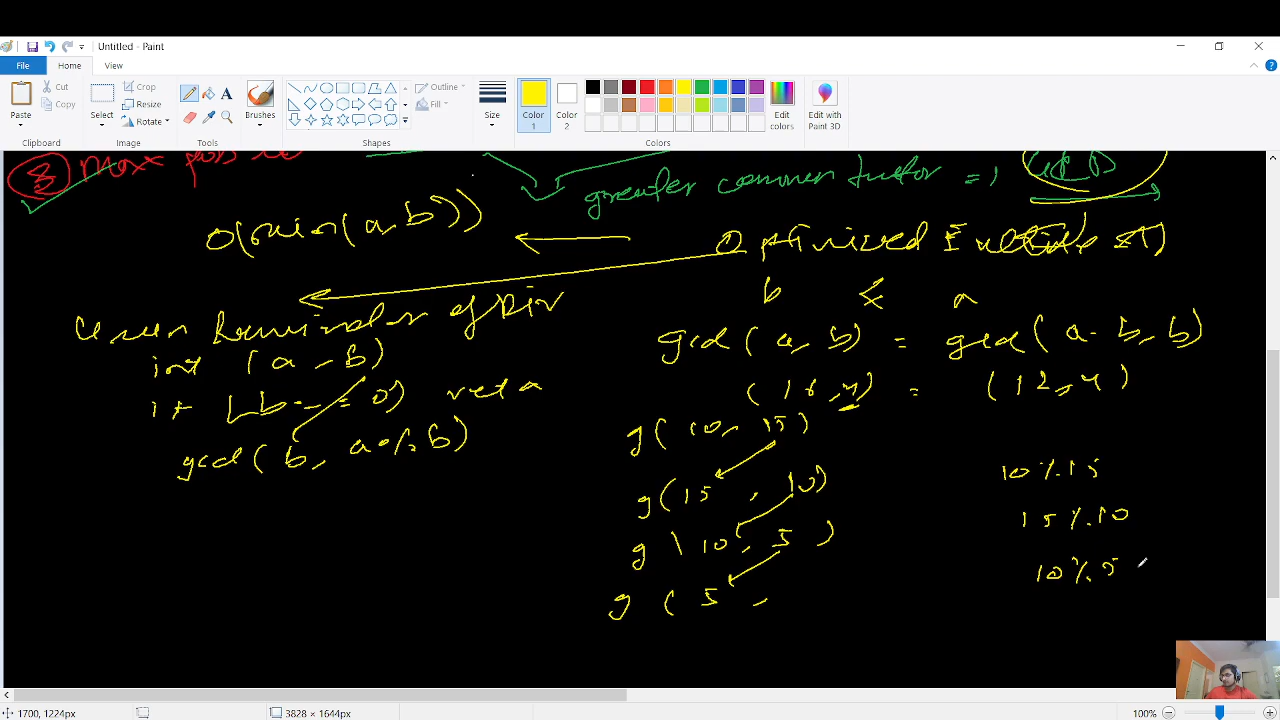 Untitled - Paint
File Home View
Paste
Cut
Copy
Clipboard
Select
Crop
Resize
Rotate
Image
Tools
Brushes
Shapes
Outline
Fill
Size
Color 1
Color 2
Colors
Edit colors
Edit with Paint 3D
greater common factor =) GCD
O(min(a,b))
Optimized
b < a
of Div
gcd(a, b) = gcd(a-b, b)
int (a, b)
(16, 4) = (12, 4)
if (b == 0) ret a
g(10, 15)
gcd(b, a%b)
10%15
g(15, 10)
15%10
g(10, 5)
10%5
g(5,
1700, 1224px
3828 × 1644px
100%